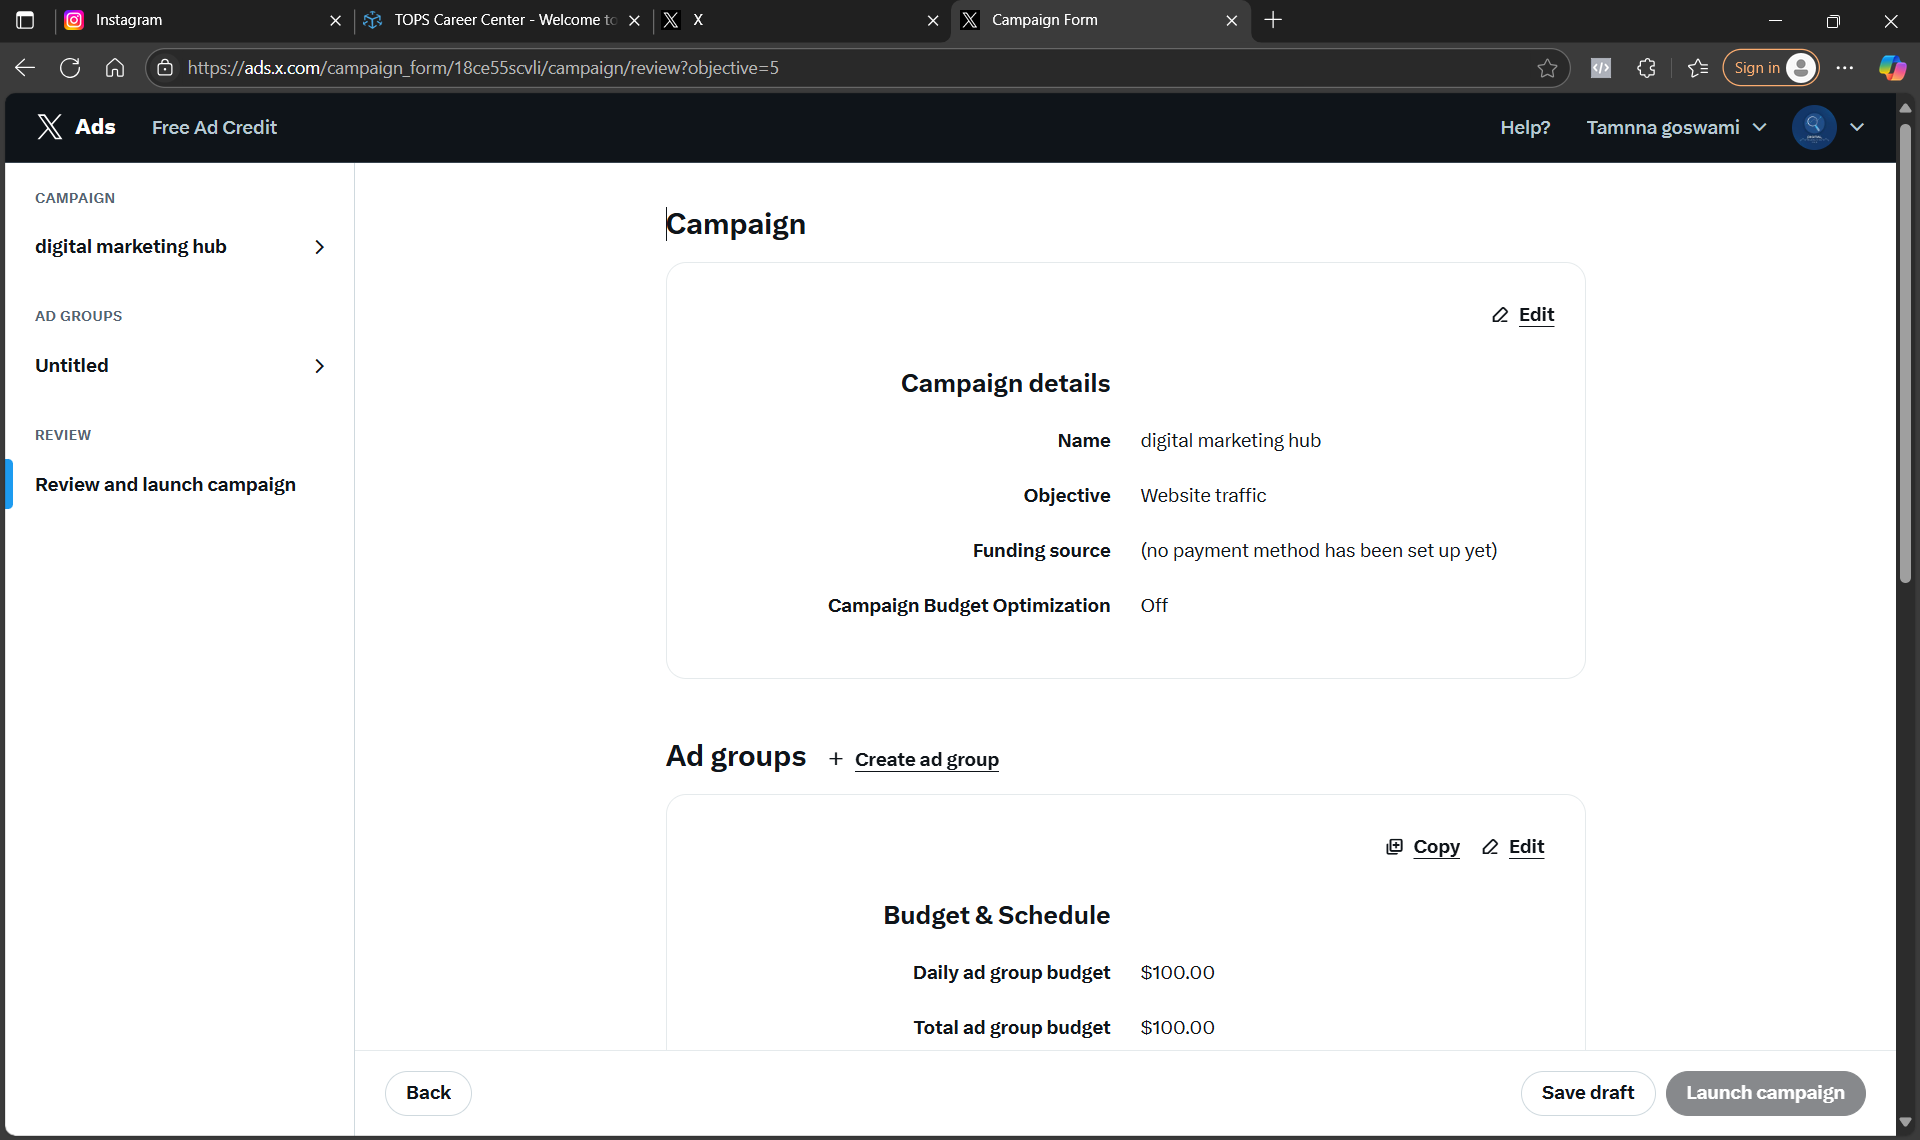 Instagram
TOPS Career Center - Welcome to
X
Campaign Form
https://ads.x.com/campaign_form/18ce55scvli/campaign/review?objective=5
Sign in
X Ads
Free Ad Credit
Help?
Tamnna goswami
CAMPAIGN
digital marketing hub
AD GROUPS
Untitled
REVIEW
Review and launch campaign
Campaign
Edit
Campaign details
Name digital marketing hub
Objective Website traffic
Funding source (no payment method has been set up yet)
Campaign Budget Optimization Off
Ad groups + Create ad group
Copy Edit
Budget & Schedule
Daily ad group budget $100.00
Total ad group budget $100.00
Back
Save draft
Launch campaign